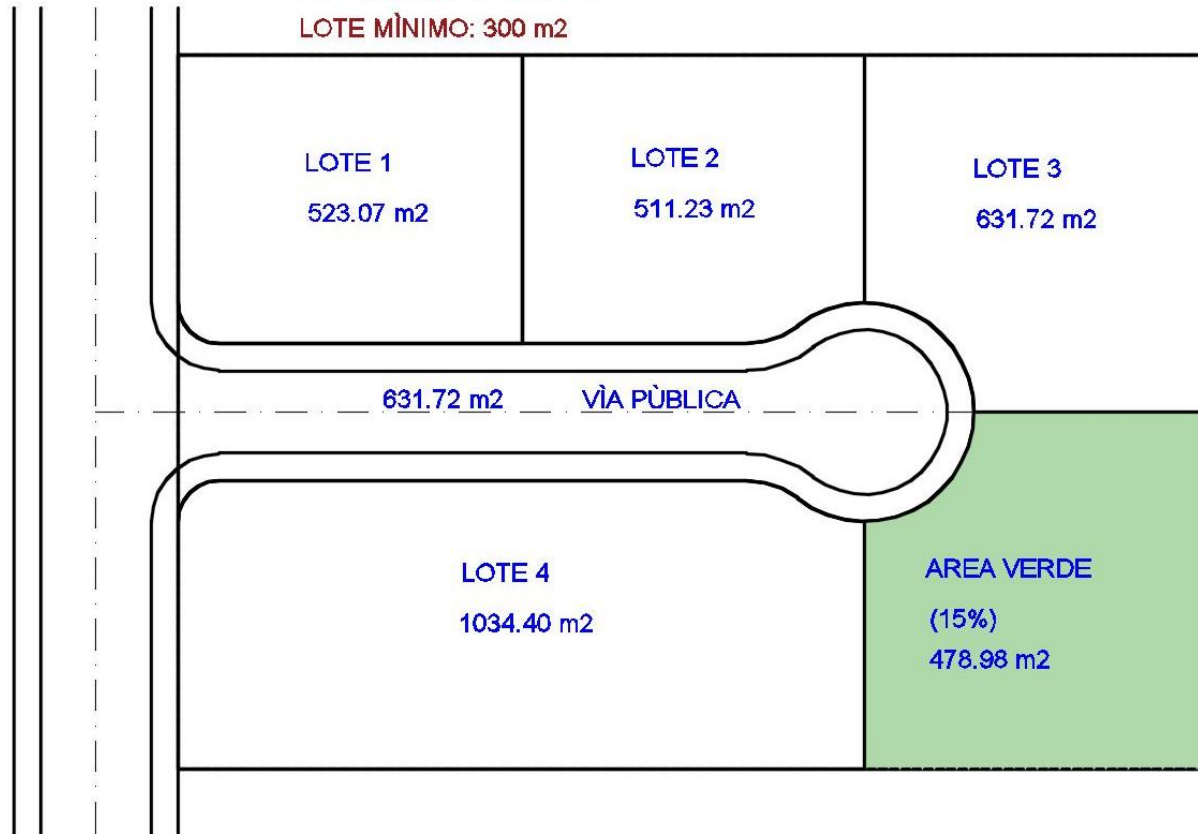 LOTE MÌNIMO: 300 m2
LOTE 1
523.07 m2
LOTE 2
511.23 m2
LOTE 3
631.72 m2
631.72 m2 VÌA PÙBLICA
LOTE 4
1034.40 m2
AREA VERDE
(15%)
478.98 m2